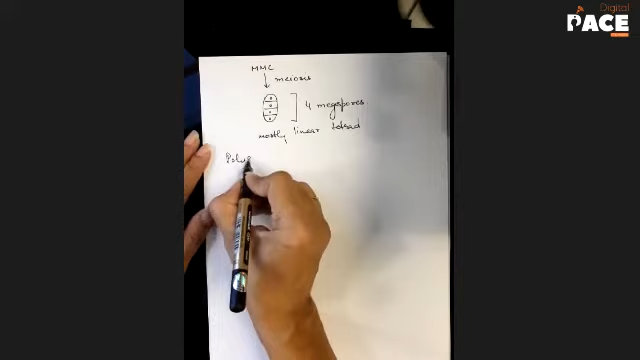 Digital
PACE
MMC
meiosis
4 megaspores.
mostly linear tetrad